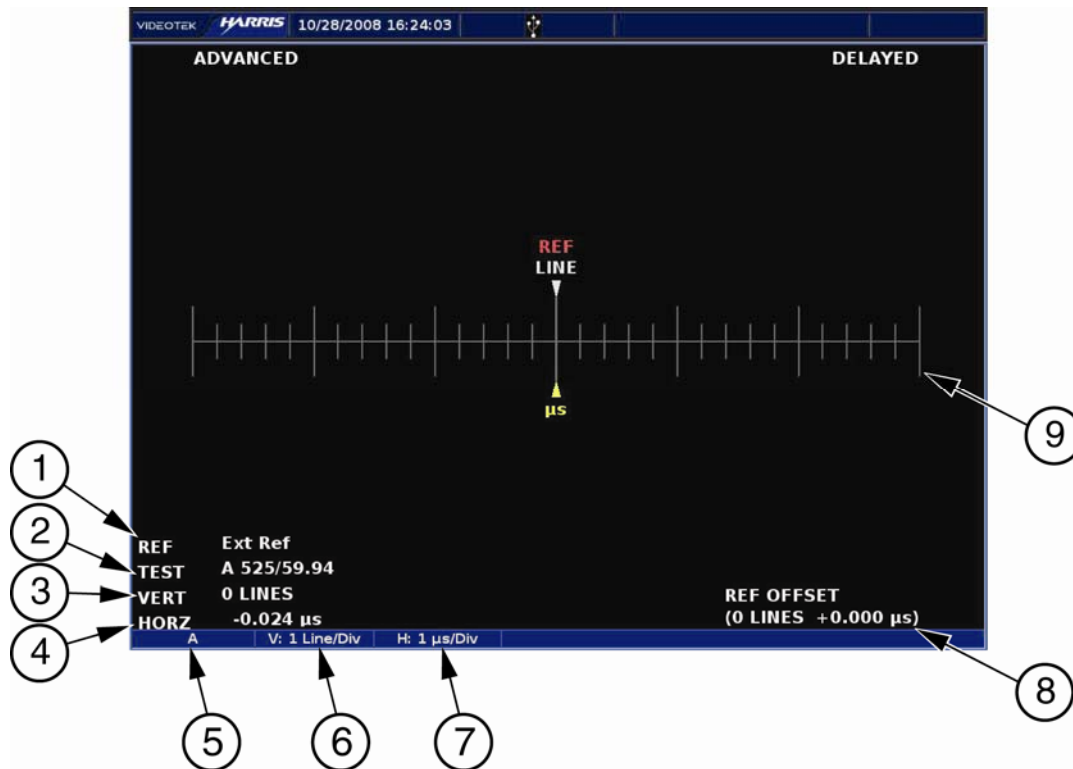 VIDEOTEK HARRIS 10/28/2008 16:24:03
ADVANCED DELAYED
REF
LINE
µs
9
1
2
3
4
REF Ext Ref
TEST A 525/59.94
VERT 0 LINES
HORZ -0.024 µs
REF OFFSET
(0 LINES +0.000 µs)
A V: 1 Line/Div H: 1 µs/Div
8
5 6 7